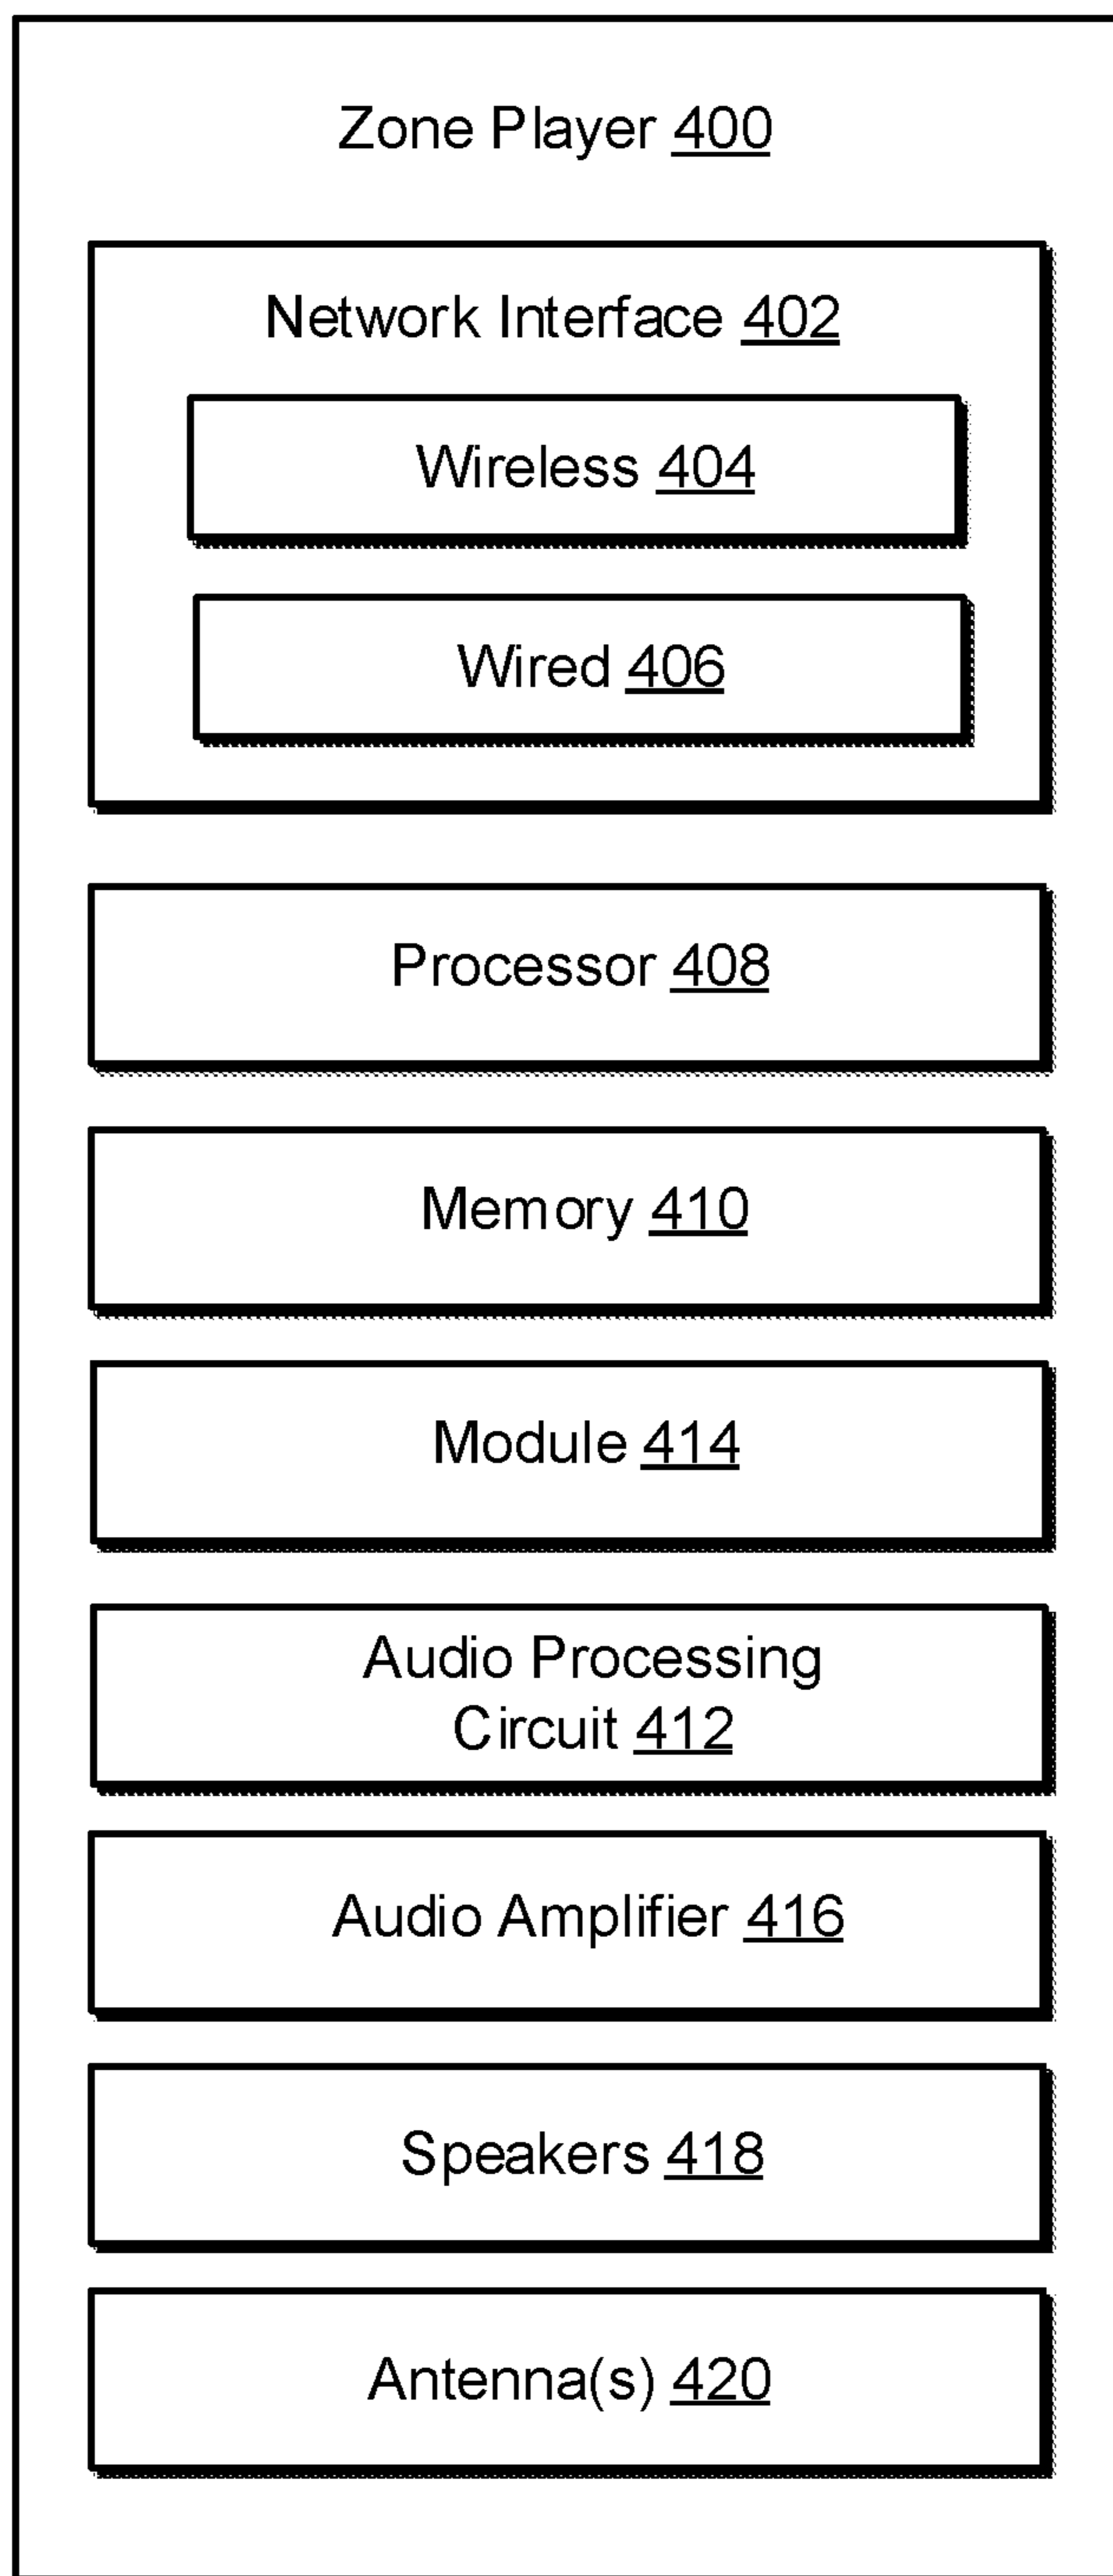 Zone Player 400
Network Interface 402
Wireless 404
Wired 406
Processor 408
Memory 410
Module 414
Audio Processing
Circuit 412
Audio Amplifier 416
Speakers 418
Antenna(s) 420